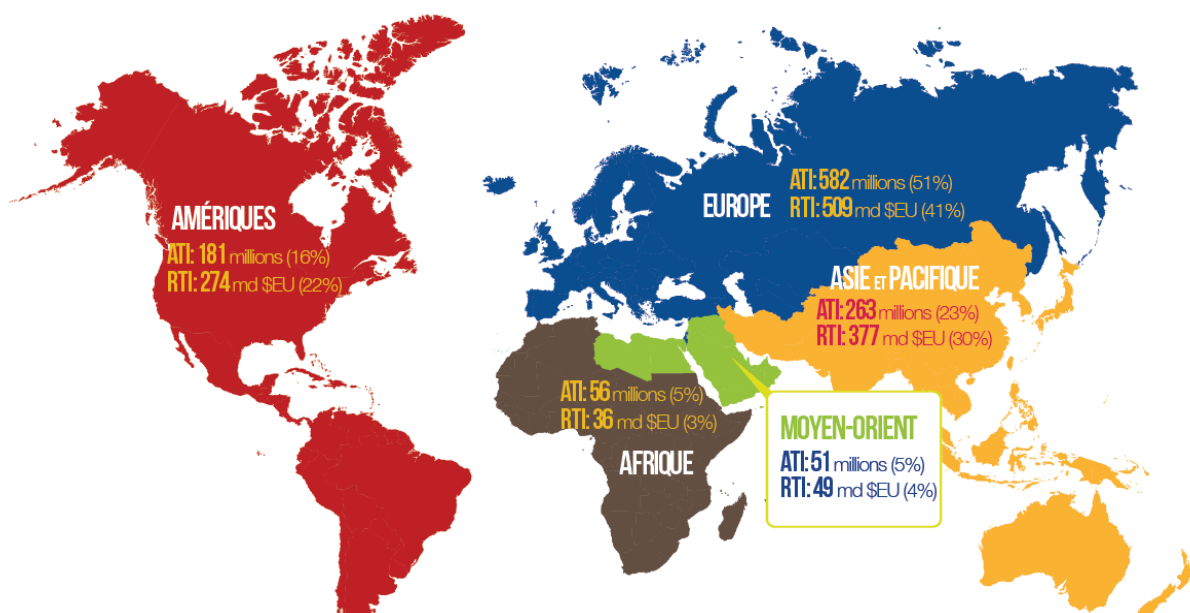 AMÉRIQUES
ATI: 181 millions (16%)
RTI: 274 md $EU (22%)
EUROPE
ATI: 582 millions (51%)
RTI: 509 md $EU (41%)
ASIE ET PACIFIQUE
ATI: 263 millions (23%)
RTI: 377 md $EU (30%)
ATI: 56 millions (5%)
RTI: 36 md $EU (3%)
AFRIQUE
MOYEN-ORIENT
ATI: 51 millions (5%)
RTI: 49 md $EU (4%)